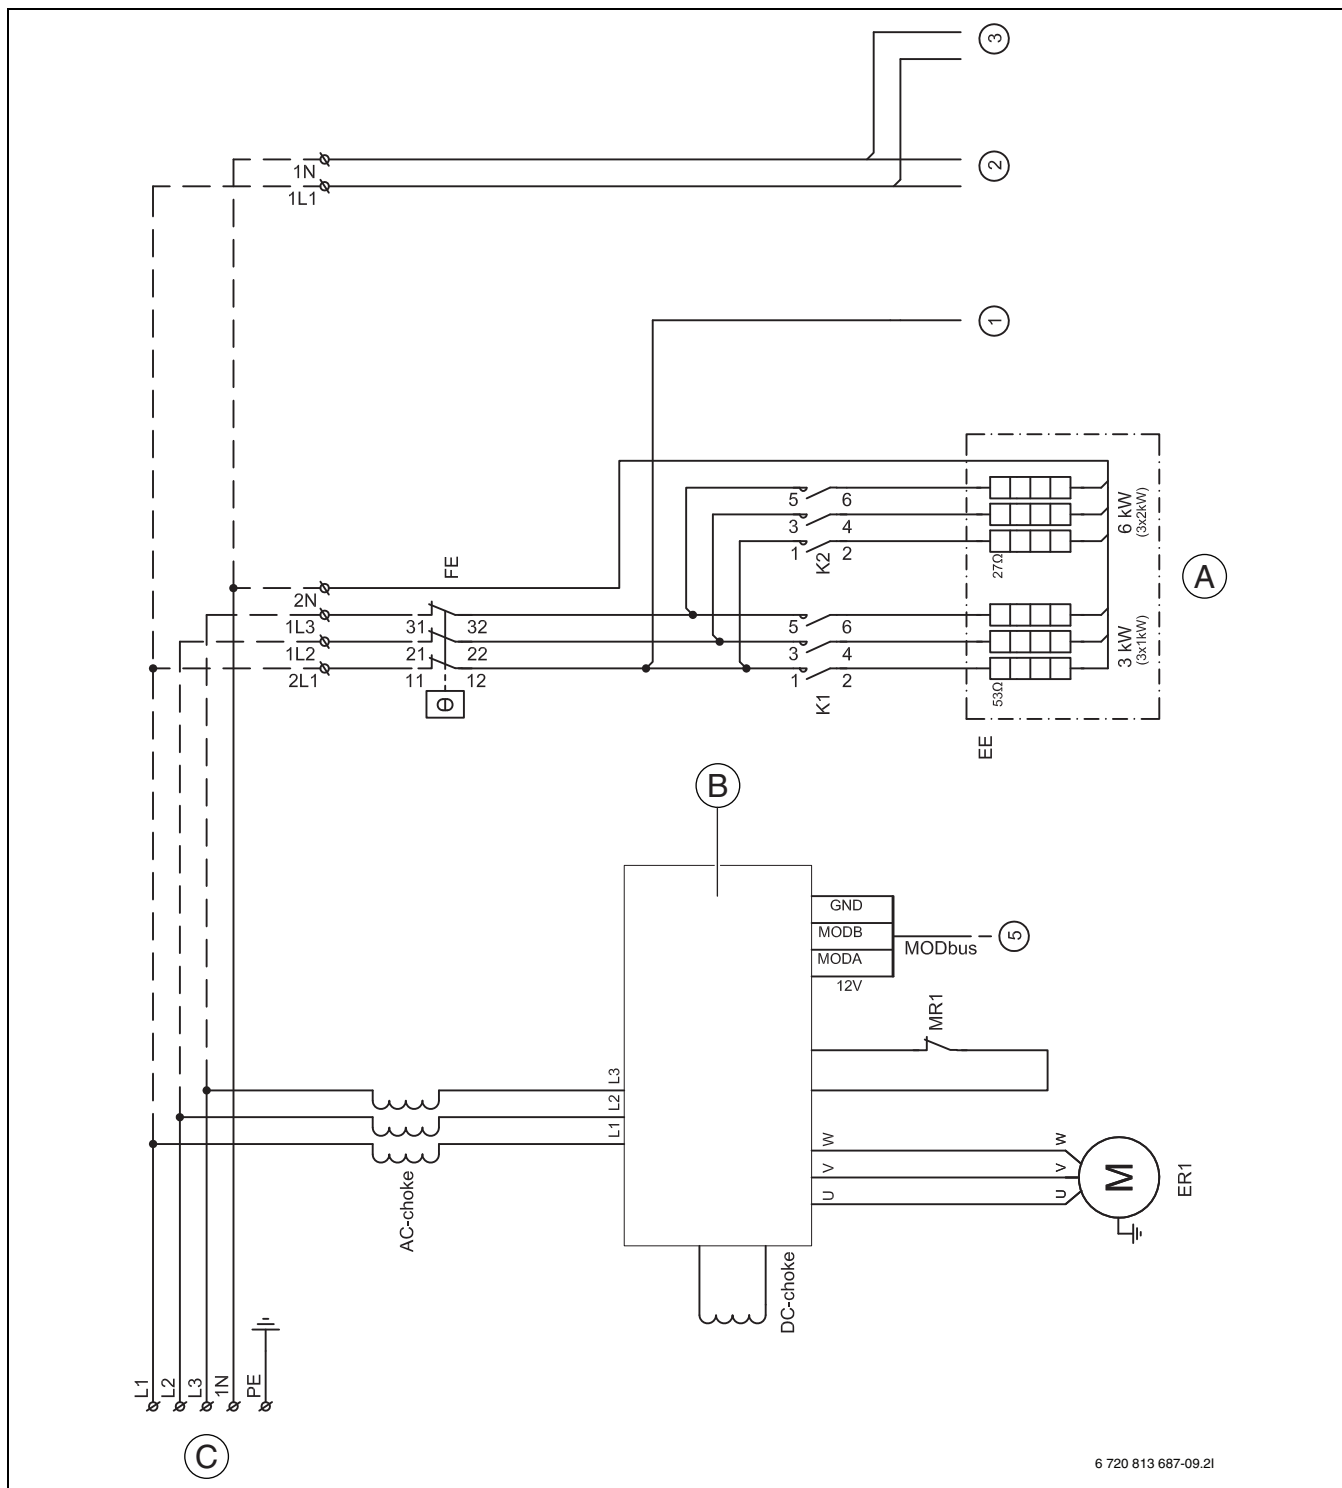 3
1N
2
1L1
1
5 6
3 4
1 2
K2
27Ω
6 kW
(3x2kW)
A
FE
2N
1L3 31 32
1L2 21 22
2L1 11 12
Θ
5 6
3 4
1 2
K1
53Ω
3 kW
(3x1kW)
EE
B
GND
MODB
MODA
12V
MODbus
5
MR1
L3
L2
L1
AC-choke
W
V
U
W
V
U
M
ER1
DC-choke
L1
L2
L3
1N
PE
C
6 720 813 687-09.2I